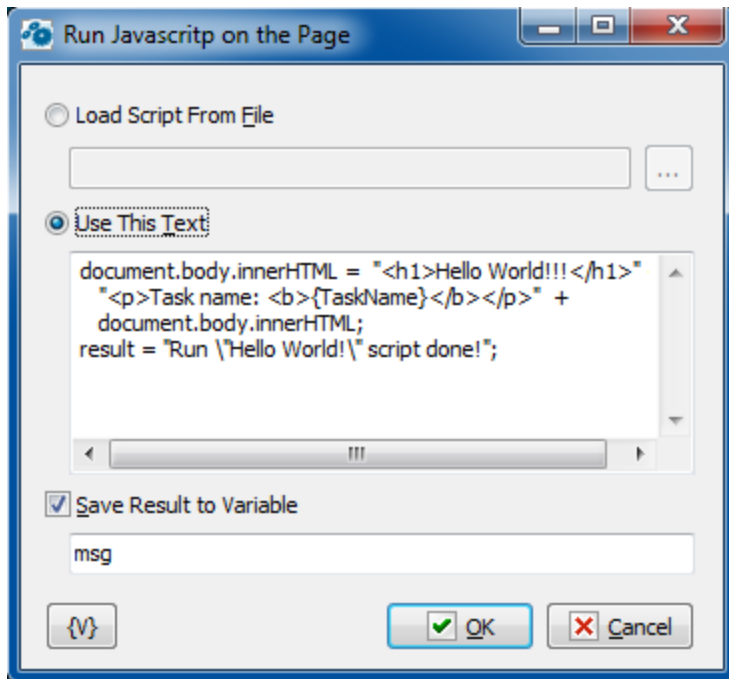 Run Javascritp on the Page
Load Script From File
...
Use This Text
document.body.innerHTML = "<h1>Hello World!!!</h1>"
"<p>Task name: <b>{TaskName}</b></p>" +
document.body.innerHTML;
result = "Run \"Hello World!\" script done!";
Save Result to Variable
msg
{V}
OK
Cancel